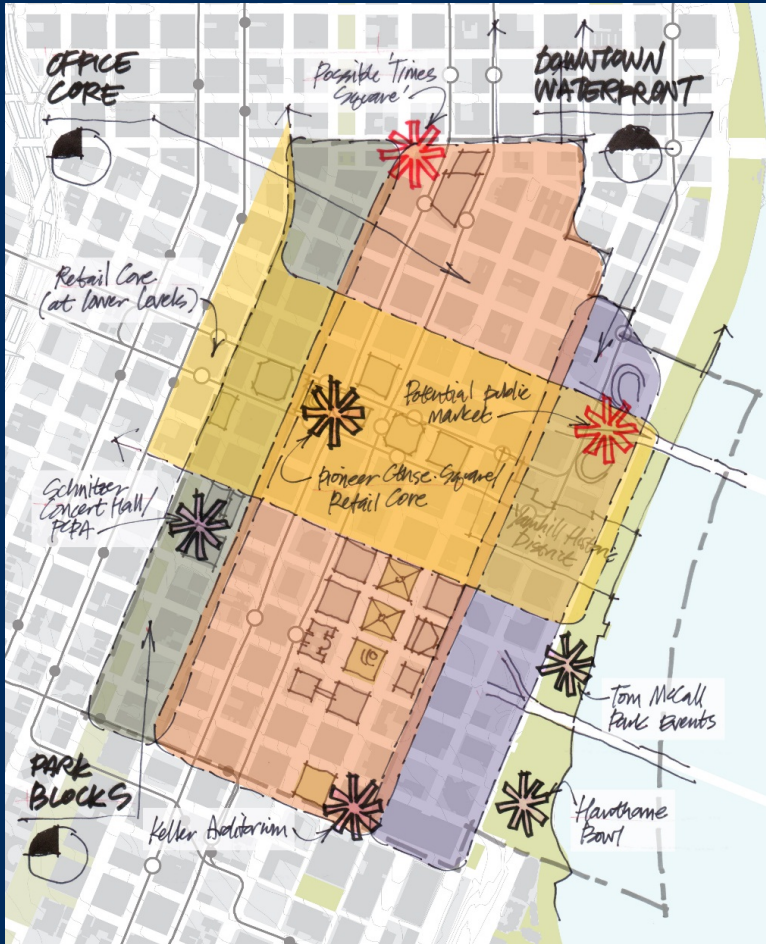 OFFICE
CORE
Possible 'Times
Square'
DOWNTOWN
WATERFRONT
Retail Core
(at lower levels)
Potential public
market
Pioneer Cthse. Square/
Retail Core
Schnitzer
Concert Hall/
PCPA
Yamhill Historic
District
Tom McCall
Park Events
PARK
BLOCKS
Keller Auditorium
Hawthorne
Bowl